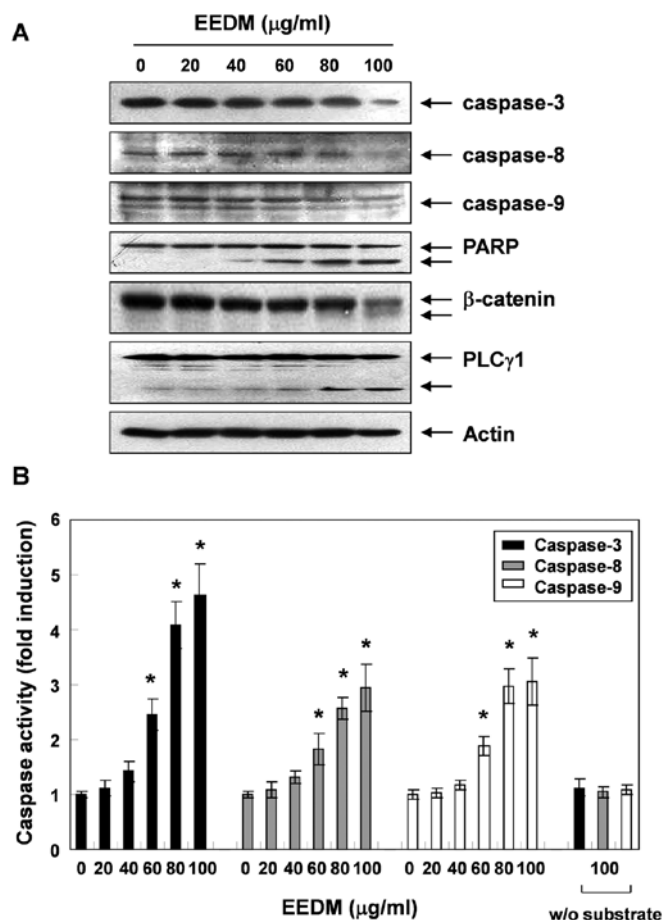 A
EEDM (μg/ml)
0 20 40 60 80 100
caspase-3
caspase-8
caspase-9
PARP
β-catenin
PLCγ1
Actin
B
Caspase activity (fold induction)
6
5
4
3
2
1
0
* * *
* * *
* * *
Caspase-3
Caspase-8
Caspase-9
0 20 40 60 80 100 0 20 40 60 80 100 0 20 40 60 80 100 100
EEDM (μg/ml)
w/o substrate